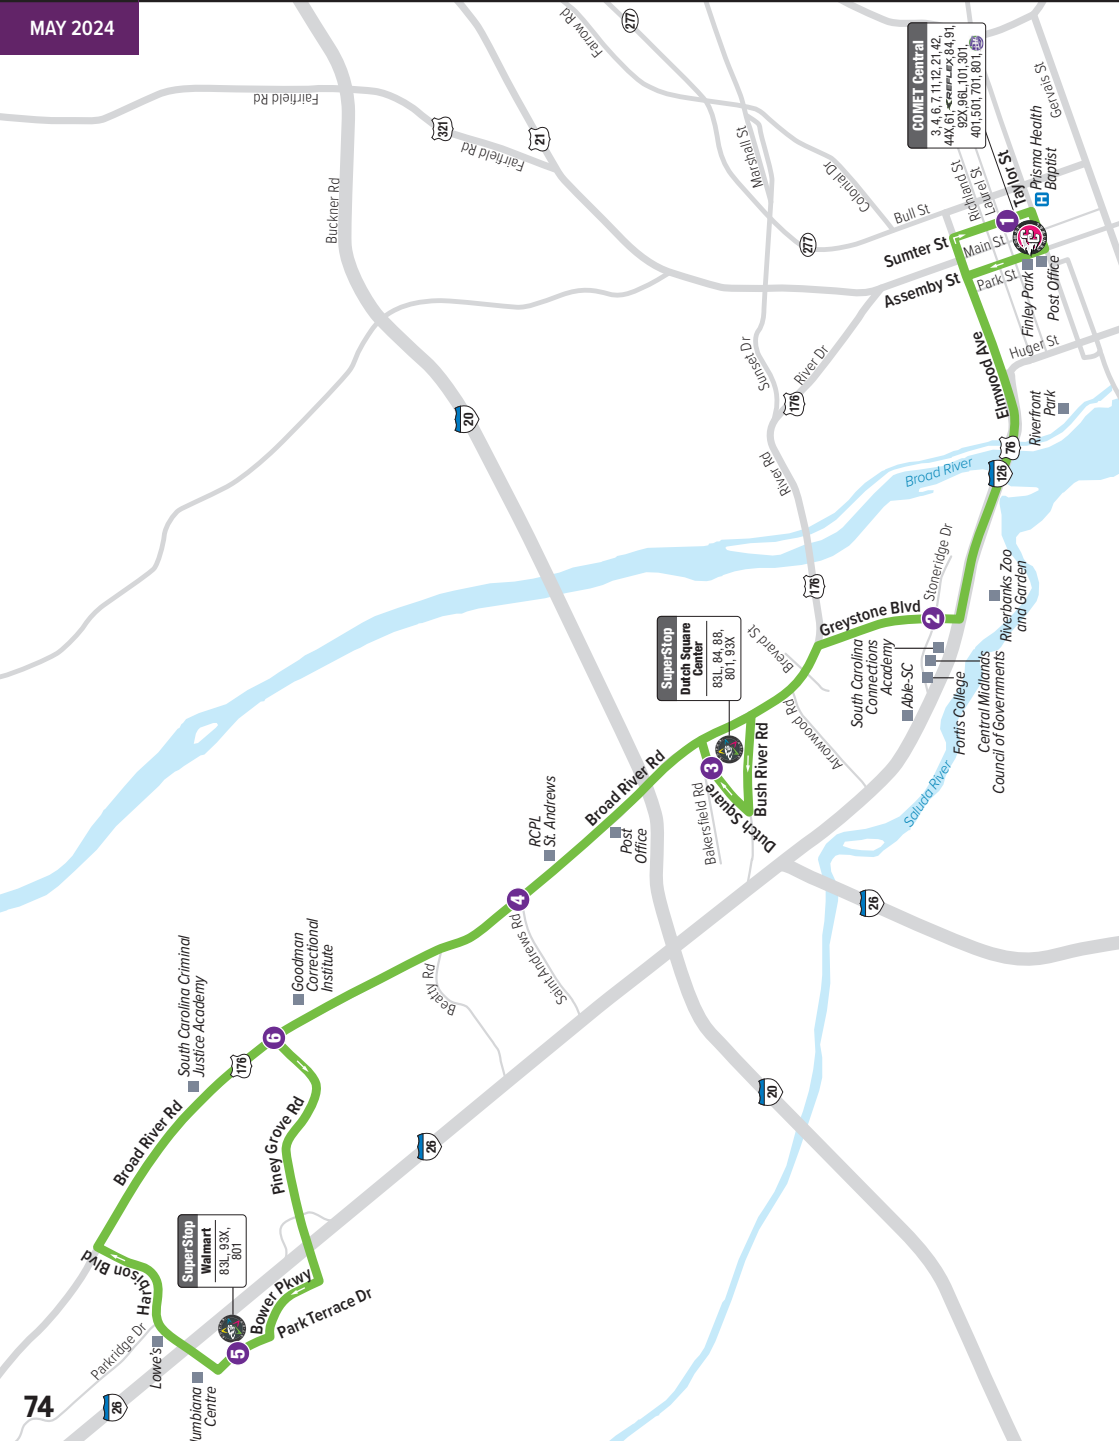 MAY 2024
Fairfield Rd
321
Fairfield Rd
21
Buckner Rd
Farrow Rd
277
Marshall St
Colonial Dr
277
Bull St
COMET Central
3, 4, 6, 7, 11, 12, 21, 42,
44X, 61, REFLEX, 84, 91,
92X, 96L, 101, 301,
401, 501, 701, 801,
Gervais St
Richland St
Laurel St
Taylor St
Prisma Health
Baptist
H
1
Sumter St
Main St
Assemby St
Park St
Finley Park
Post Office
Huger St
Elmwood Ave
Riverfront
Park
Sunset Dr
River Dr
176
River Rd
20
Broad River
76
126
176
Stoneridge Dr
Greystone Blvd
2
Riverbanks Zoo
and Garden
South Carolina
Connections
Academy
Able-SC
Fortis College
Central Midlands
Council of Governments
Saluda River
SuperStop
Dutch Square
Center
83L, 84, 88,
801, 93X
Brevard St
Arrowwood Rd
Bush River Rd
3
Dutch Square
Bakersfield Rd
Broad River Rd
Post
Office
RCPL
St. Andrews
4
Saint Andrews Rd
Beatty Rd
26
20
26
Goodman
Correctional
Institute
South Carolina Criminal
Justice Academy
6
176
Broad River Rd
Piney Grove Rd
Harbison Blvd
SuperStop
Walmart
83L, 93X,
801
Bower Pkwy
Park Terrace Dr
5
Parkridge Dr
Lowe's
umbiana
Centre
26
74